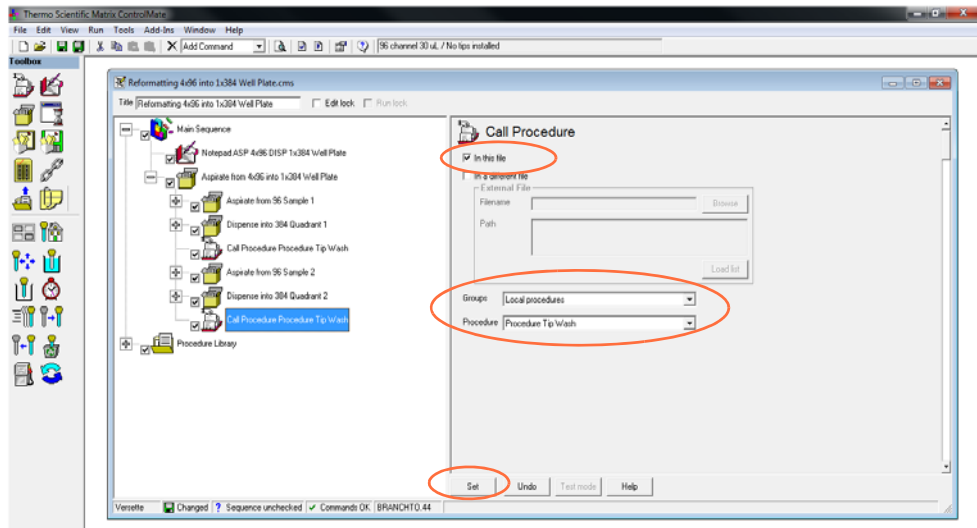 Thermo Scientific Matrix ControlMate
File Edit View Run Tools Add-Ins Window Help
Add Command
96 channel 30 uL / No tips installed
Toolbox
Reformatting 4x96 into 1x384 Well Plate.cms
Title Reformatting 4x96 into 1x384 Well Plate Edit lock Run lock
Main Sequence
Notepad ASP 4x96 DISP 1x384 Well Plate
Aspirate from 4x96 into 1x384 Well Plate
Aspirate from 96 Sample 1
Dispense into 384 Quadrant 1
Call Procedure Procedure Tip Wash
Aspirate from 96 Sample 2
Dispense into 384 Quadrant 2
Call Procedure Procedure Tip Wash
Procedure Library
Call Procedure
In this file
In a different file
External File
Filename Browse
Path
Load list
Groups Local procedures
Procedure Procedure Tip Wash
Set Undo Test mode Help
Versette Changed ? Sequence unchecked Commands OK BRANCHTO.44